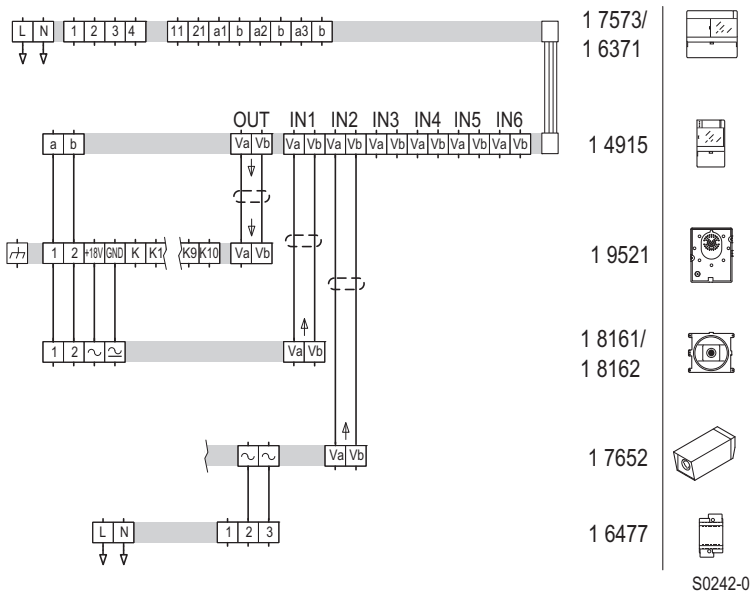 L N 1 2 3 4 11 21 a1 b a2 b a3 b 1 7573/
1 6371
OUT IN1 IN2 IN3 IN4 IN5 IN6
a b Va Vb Va Vb Va Vb Va Vb Va Vb Va Vb Va Vb 1 4915
1 2 +18V GND K K1 K9 K10 Va Vb 1 9521
1 8161/
1 2 Va Vb
1 8162
Va Vb 1 7652
L N 1 2 3 1 6477
S0242-0